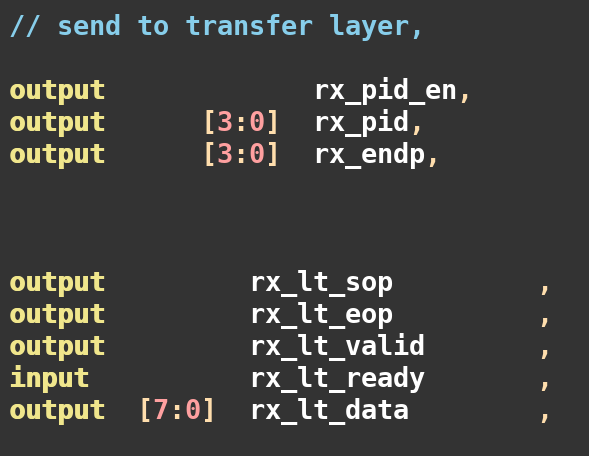 // send to transfer layer,
output rx_pid_en,
output [3:0] rx_pid,
output [3:0] rx_endp,
output rx_lt_sop ,
output rx_lt_eop ,
output rx_lt_valid ,
input rx_lt_ready ,
output [7:0] rx_lt_data ,